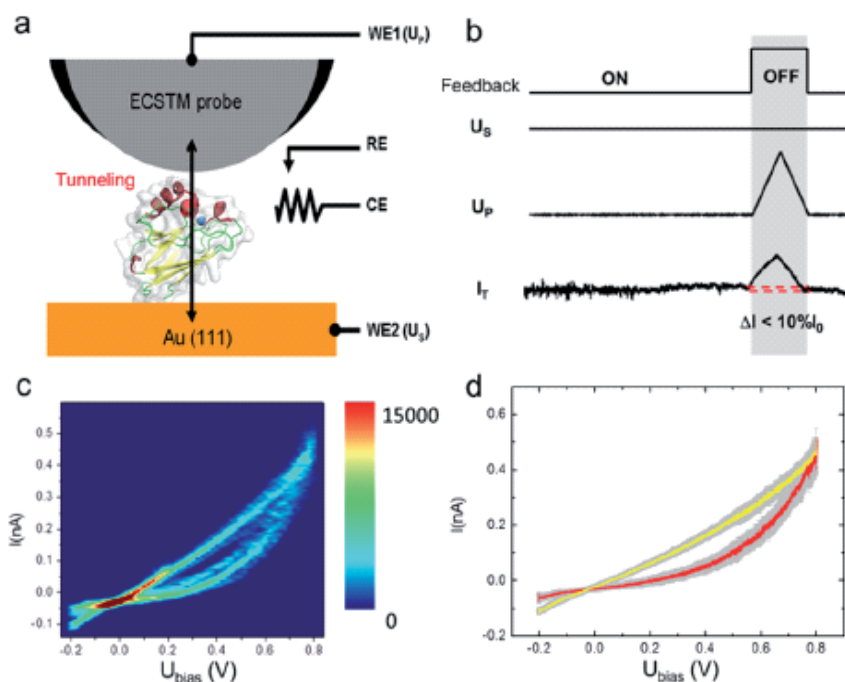 a
WE1(U_P)
ECSTM probe
RE
Tunneling
CE
Au (111)
WE2 (U_S)
b
Feedback
ON
OFF
U_S
U_P
I_T
ΔI < 10%I_0
c
15000
0
I(nA)
0.5
0.4
0.3
0.2
0.1
0.0
-0.1
-0.2 0.0 0.2 0.4 0.6 0.8
U_bias (V)
d
I(nA)
0.6
0.4
0.2
0.0
-0.2
-0.2 0.0 0.2 0.4 0.6 0.8
U_bias (V)